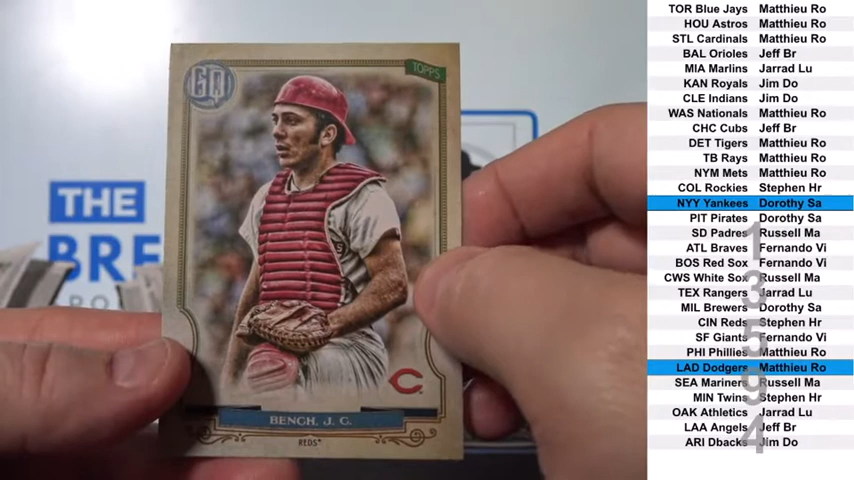 GQ
TOPPS
THE
BRE
C
BENCH, J. C.
REDS
TOR Blue Jays Matthieu Ro
HOU Astros Matthieu Ro
STL Cardinals Matthieu Ro
BAL Orioles Jeff Br
MIA Marlins Jarrad Lu
KAN Royals Jim Do
CLE Indians Jim Do
WAS Nationals Matthieu Ro
CHC Cubs Jeff Br
DET Tigers Matthieu Ro
TB Rays Matthieu Ro
NYM Mets Matthieu Ro
COL Rockies Stephen Hr
NYY Yankees Dorothy Sa
PIT Pirates Dorothy Sa
SD Padres Russell Ma
ATL Braves Fernando Vi
BOS Red Sox Fernando Vi
CWS White Sox Russell Ma
TEX Rangers Jarrad Lu
MIL Brewers Dorothy Sa
CIN Reds Stephen Hr
SF Giants Fernando Vi
PHI Phillies Matthieu Ro
LAD Dodgers Matthieu Ro
SEA Mariners Russell Ma
MIN Twins Stephen Hr
OAK Athletics Jarrad Lu
LAA Angels Jeff Br
ARI Dbacks Jim Do
1
3
5
9
4